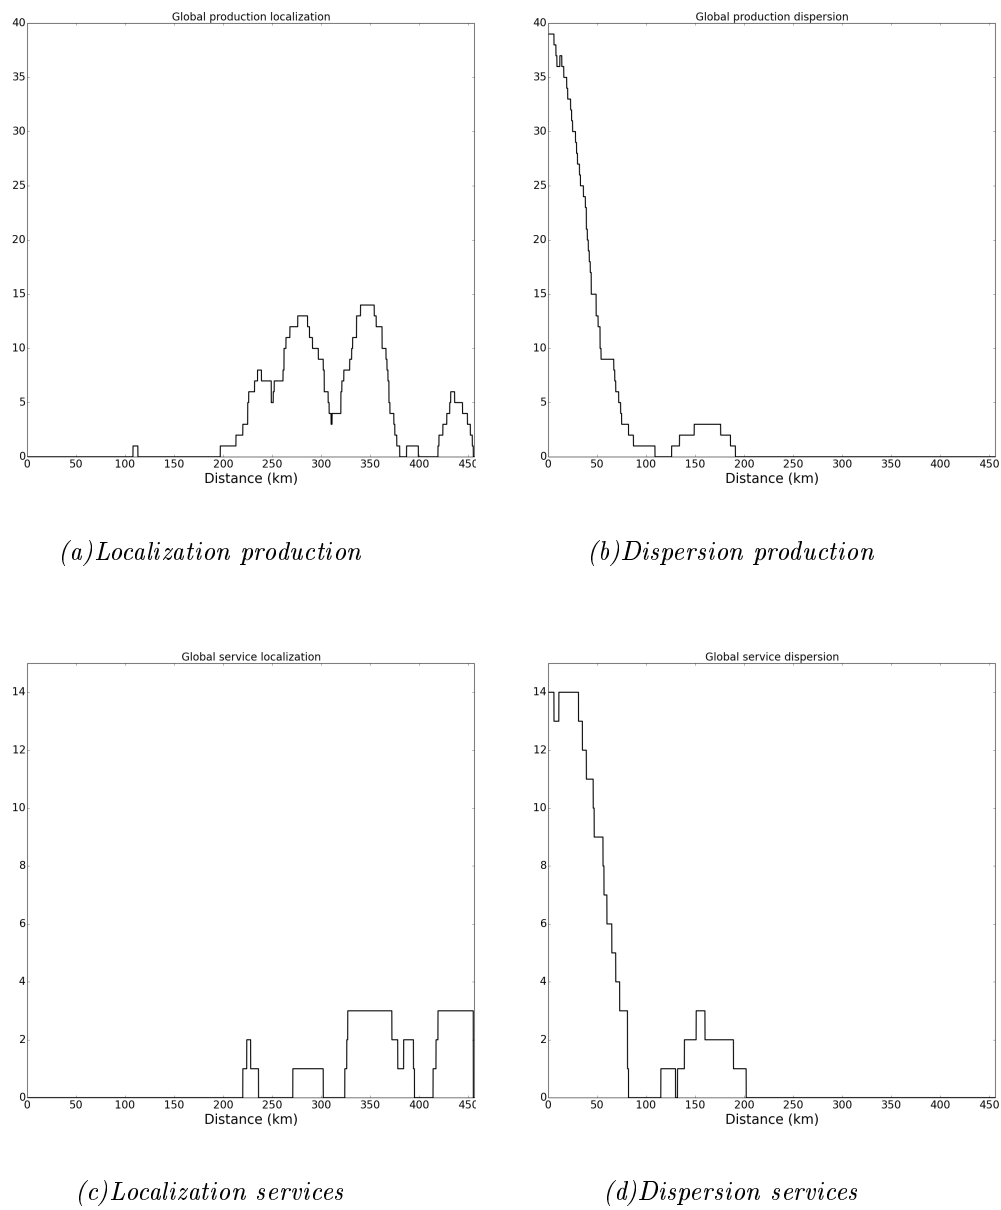 Global production localization
40
35
30
25
20
15
10
5
0
0 50 100 150 200 250 300 350 400 450
Distance (km)
Global production dispersion
40
35
30
25
20
15
10
5
0
0 50 100 150 200 250 300 350 400 450
Distance (km)
(a)Localization production
(b)Dispersion production
Global service localization
14
12
10
8
6
4
2
0
0 50 100 150 200 250 300 350 400 450
Distance (km)
Global service dispersion
14
12
10
8
6
4
2
0
0 50 100 150 200 250 300 350 400 450
Distance (km)
(c)Localization services
(d)Dispersion services